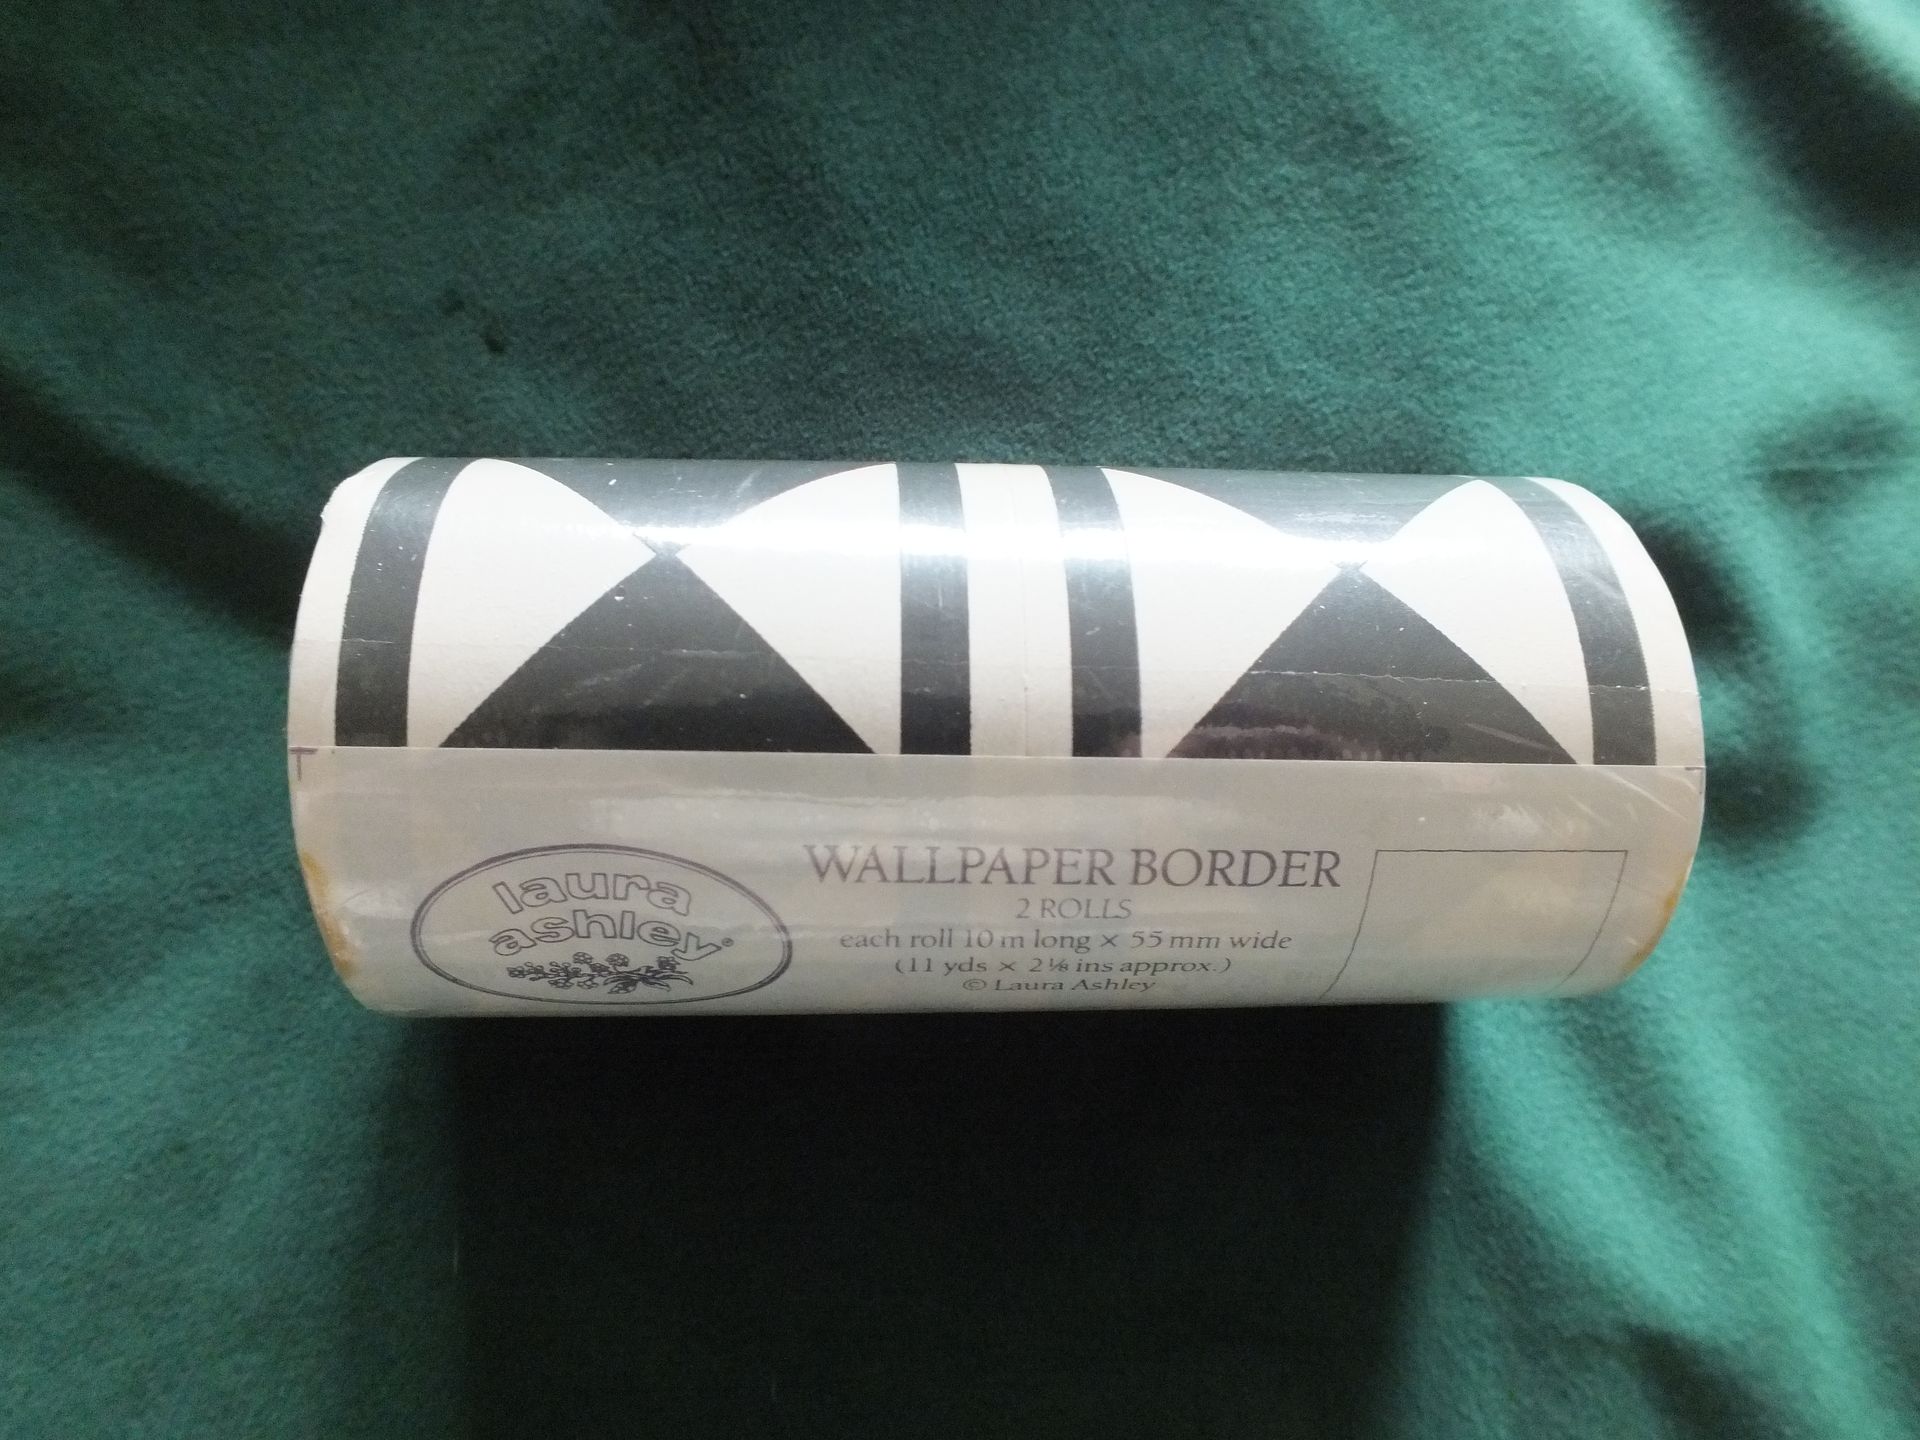 laura
ashley®
WALLPAPER BORDER
2 ROLLS
each roll 10 m long × 55 mm wide
(11 yds × 2⅛ ins approx.)
© Laura Ashley